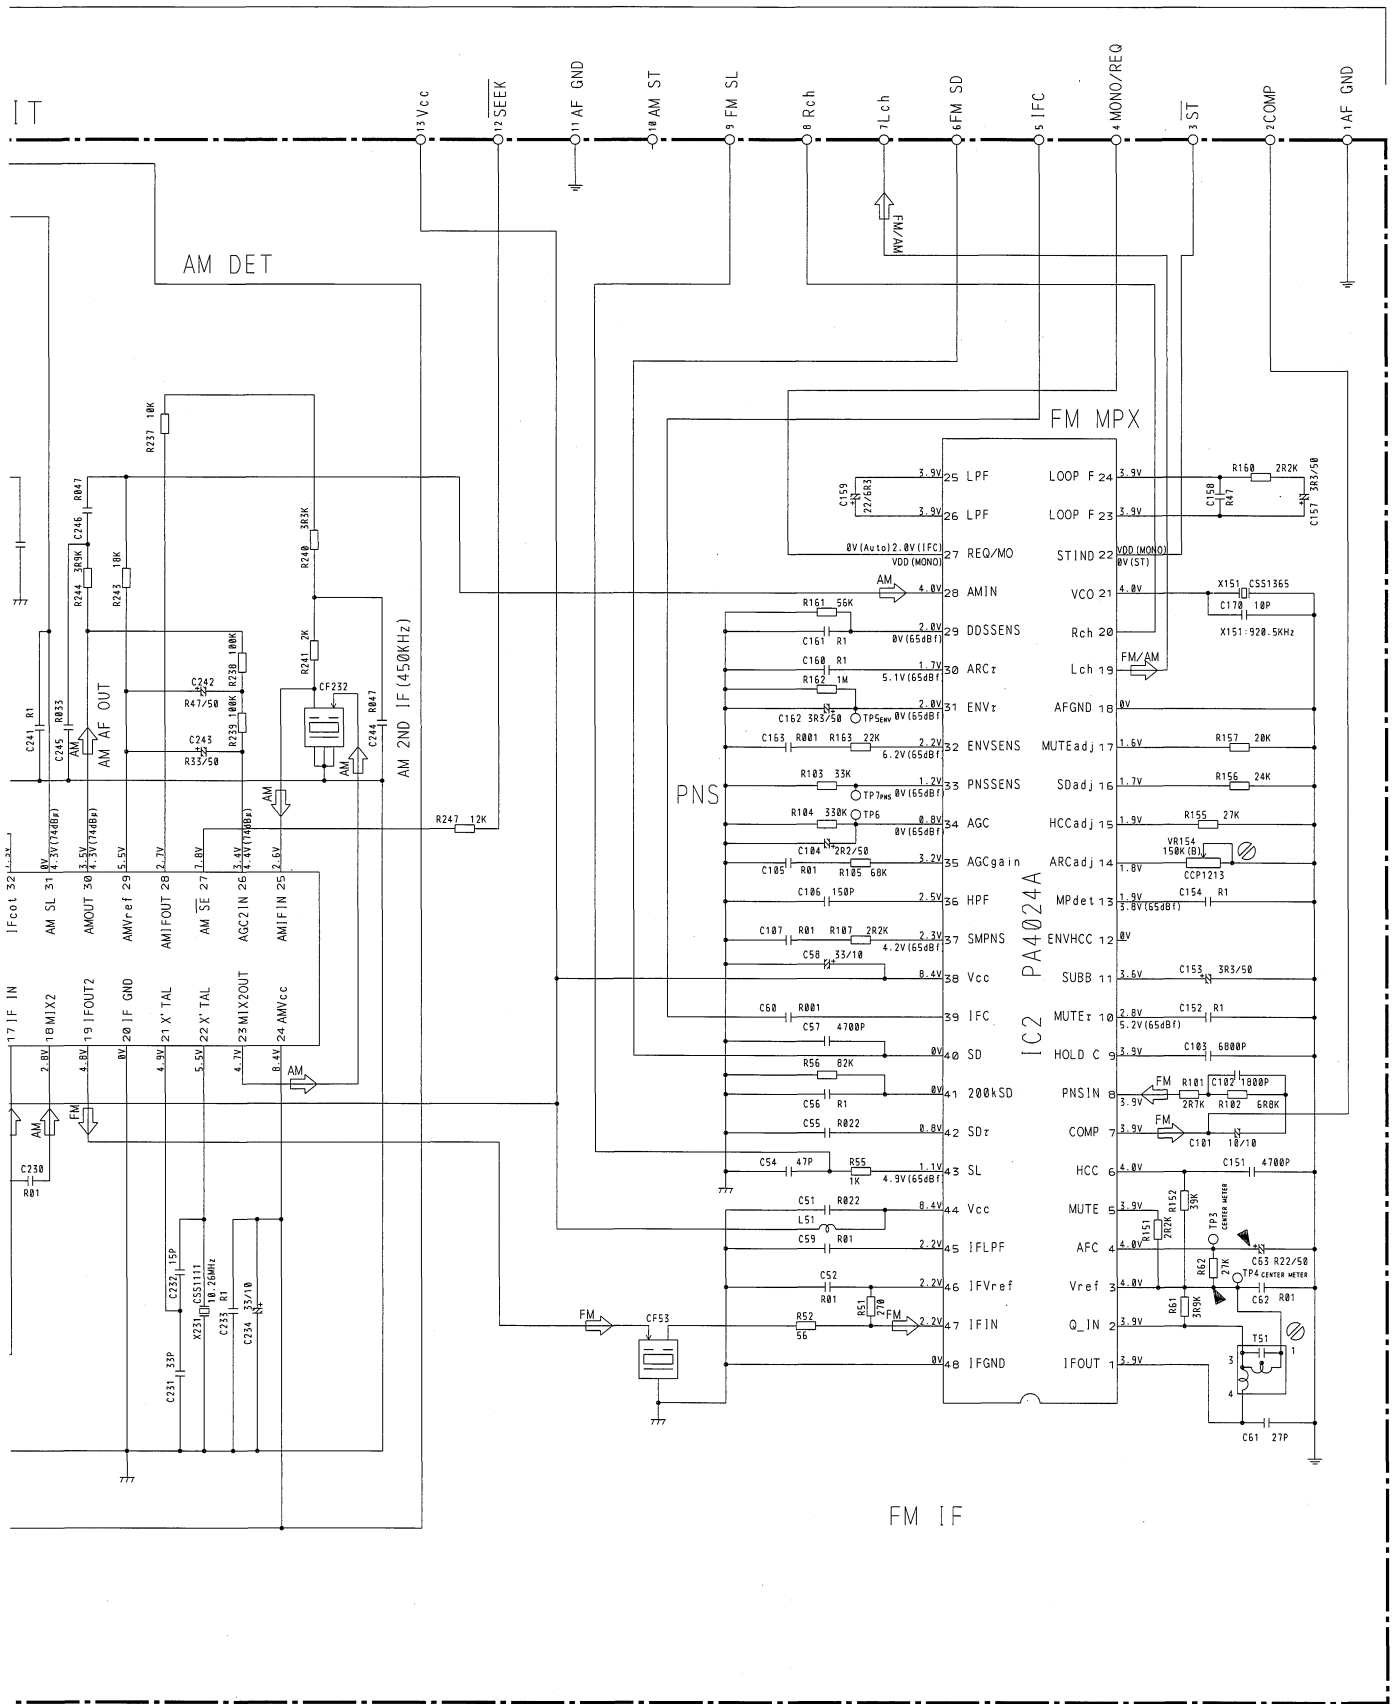 IT
13 Vcc
12 SEEK
11 AF GND
10 AM ST
9 FM SL
8 Rch
7 Lch
6 FM SD
5 IFC
4 MONO/REQ
3 ST
2 COMP
1 AF GND
FM/AM
AM DET
FM MPX
R237 10K
C246 R047
R244 3R9K
R243 18K
R240 3R3K
R241 2K
R238 100K
R239 100K
C242
R47/50
C243
R33/50
CF232
C244 R047
C241 R1
C245 R033
AM
AM AF OUT
AM
AM
AM 2ND IF (450KHz)
R247 12K
0V
4.3V(74dBμ)
3.5V
4.3V(74dBμ)
5.5V
2.7V
7.8V
3.4V
4.4V(74dBμ)
2.6V
IFcot 32
AM SL 31
AMOUT 30
AMVref 29
AMIFOUT 28
AM SE 27
AGC2IN 26
AMIFIN 25
17 IF IN
18 MIX2
19 IFOUT2
20 IF GND
21 X'TAL
22 X'TAL
23 MIX2OUT
24 AMVcc
2.8V
4.8V
0V
4.9V
5.5V
4.7V
8.4V
AM
AM
FM
C230
R01
C232 15P
C231 33P
X231 CSS1111
10.26MHz
C233 R1
C234 33/10
FM
CF53
PNS
C159
22/6R3
0V(Auto)2.0V(IFC)
VDD(MONO)
AM
R161 56K
C161 R1
C160 R1
R162 1M
C162 3R3/50
TP5ENV
C163 R001
R163 22K
R103 33K
TP7PNS
R104 330K
TP6
C104 2R2/50
C105 R01
R105 68K
C106 150P
C107 R01
R107 2R2K
C58 33/10
C60 R001
C57 4700P
R56 82K
C56 R1
C55 R022
C54 47P
R55
1K
C51 R022
L51
C59 R01
C52
R01
R51
270
R52
56
FM
3.9V 25 LPF
3.9V 26 LPF
27 REQ/MO
4.0V 28 AMIN
2.0V 29 DDSSENS
0V(65dBf)
1.7V 30 ARCτ
5.1V(65dBf)
2.0V 31 ENVτ
0V(65dBf)
2.2V 32 ENVSENS
6.2V(65dBf)
1.2V 33 PNSSENS
0V(65dBf)
0.8V 34 AGC
0V(65dBf)
3.2V 35 AGCgain
2.5V 36 HPF
2.3V 37 SMPNS
4.2V(65dBf)
8.4V 38 Vcc
39 IFC
0V 40 SD
0V 41 200kSD
0.8V 42 SDτ
1.1V 43 SL
4.9V(65dBf)
8.4V 44 Vcc
2.2V 45 IFLPF
2.2V 46 IFVref
2.2V 47 IFIN
0V 48 IFGND
IC2 PA4024A
LOOP F 24 3.9V
LOOP F 23 3.9V
STIND 22 VDD(MONO)
0V(ST)
VCO 21 4.0V
Rch 20
Lch 19 FM/AM
AFGND 18 0V
MUTEadj 17 1.6V
SDadj 16 1.7V
HCCadj 15 1.9V
ARCadj 14
1.8V
MPdet 13 1.9V
3.8V(65dBf)
ENVHCC 12 0V
SUBB 11 3.6V
MUTEτ 10 2.8V
5.2V(65dBf)
HOLD C 9 3.9V
PNSIN 8
3.9V
COMP 7 3.9V
HCC 6 4.0V
MUTE 5 3.9V
AFC 4 4.0V
Vref 3 4.0V
Q_IN 2 3.9V
IFOUT 1 3.9V
R160 2R2K
C158
R47
C157 3R3/50
X151 CSS1365
C170 10P
X151:920.5KHz
R157 20K
R156 24K
R155 27K
VR154
150K(B)
CCP1213
C154 R1
C153 3R3/50
C152 R1
C103 6800P
FM
R101
2R7K
C102 1800P
R102 6R8K
FM
C101 10/10
C151 4700P
R152
39K
R151
2R2K
TP3
CENTER METER
R62
27K
C63 R22/50
TP4 CENTER METER
C62 R01
R61
3R9K
T51
1
3
4
C61 27P
FM IF